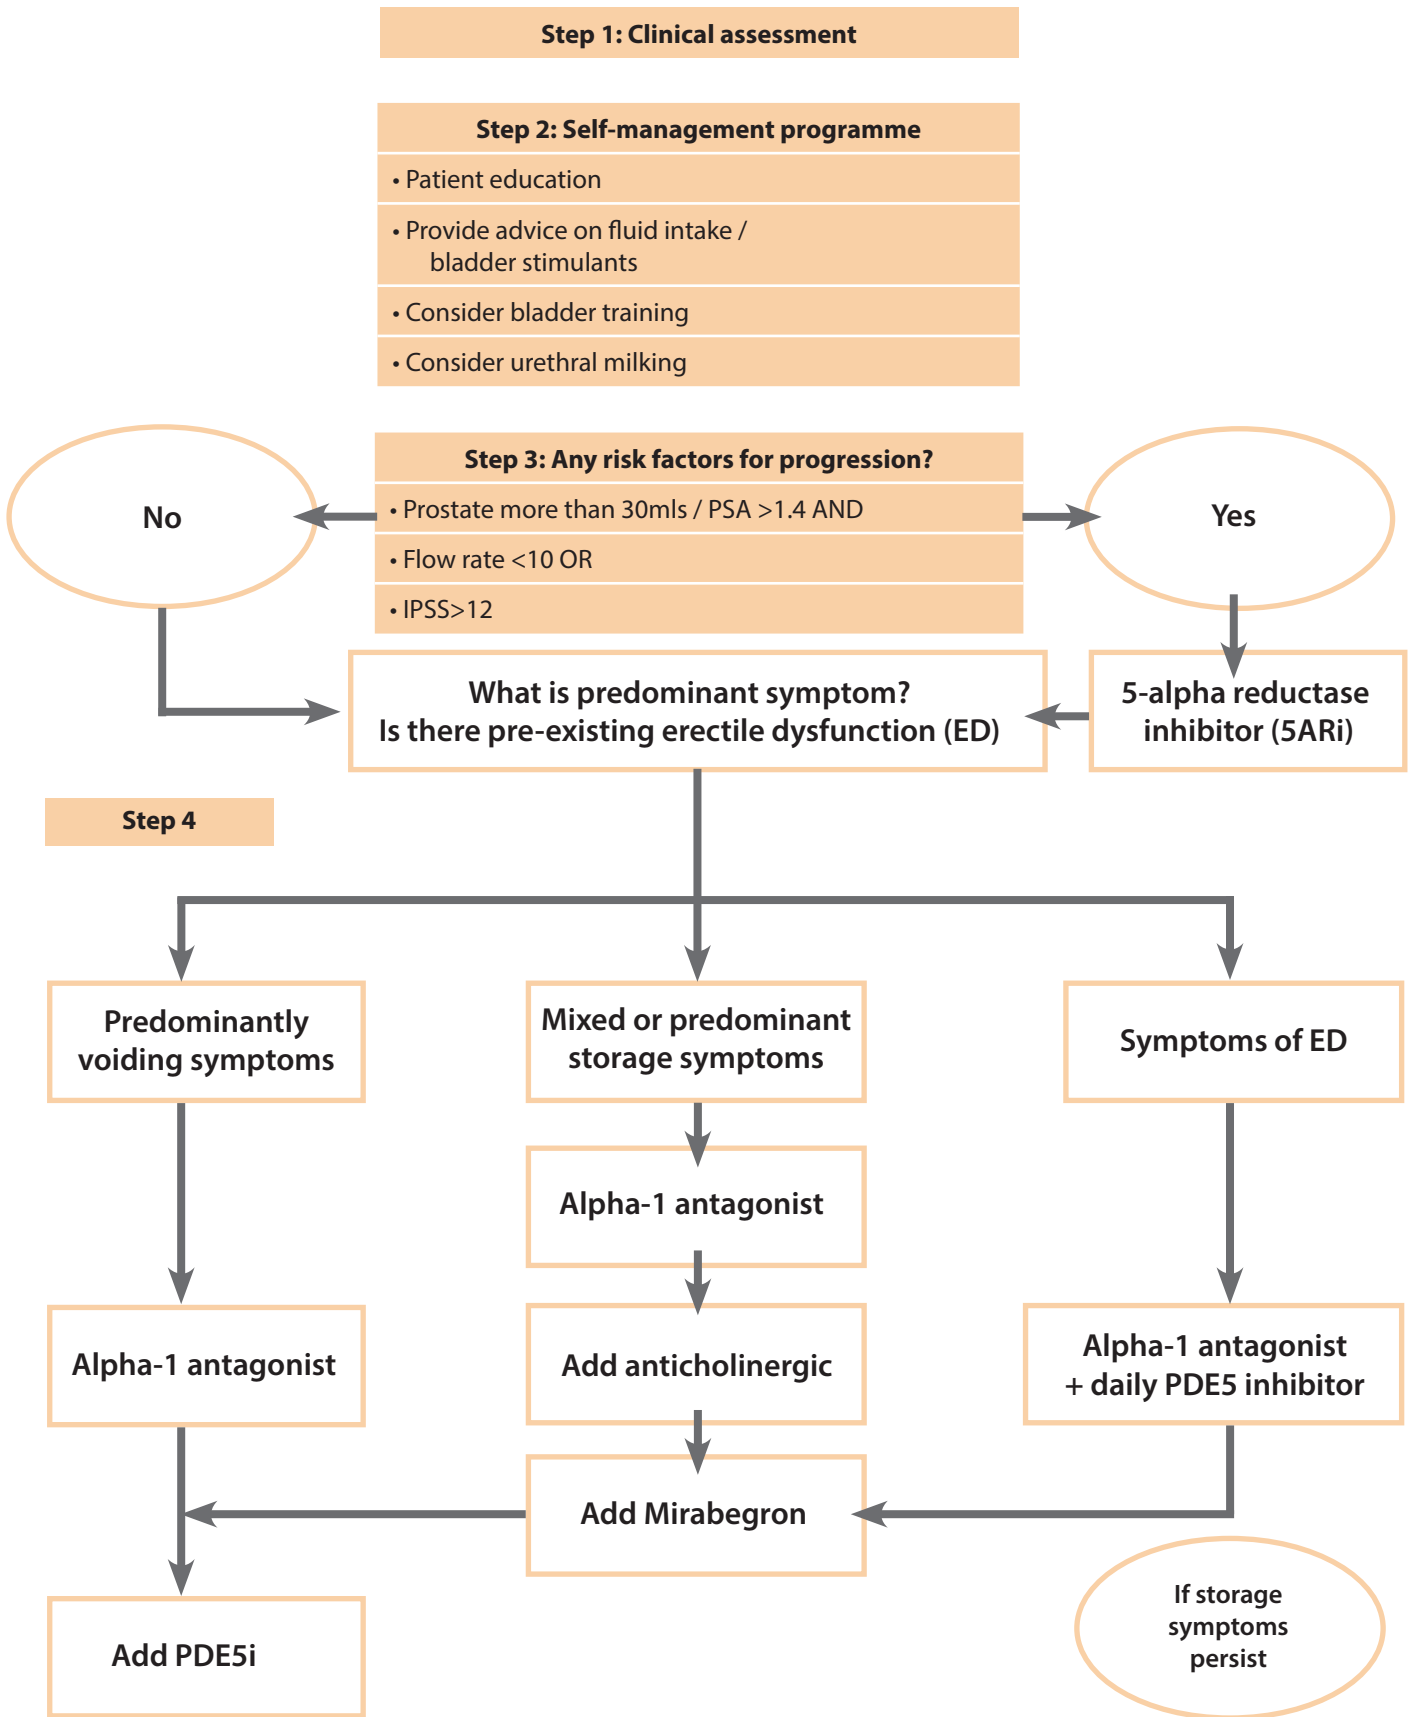 Step 1: Clinical assessment
Step 2: Self-management programme
• Patient education
• Provide advice on fluid intake /
bladder stimulants
• Consider bladder training
• Consider urethral milking
Step 3: Any risk factors for progression?
• Prostate more than 30mls / PSA >1.4 AND
• Flow rate <10 OR
• IPSS>12
No
Yes
What is predominant symptom?
Is there pre-existing erectile dysfunction (ED)
5-alpha reductase
inhibitor (5ARi)
Step 4
Predominantly
voiding symptoms
Mixed or predominant
storage symptoms
Symptoms of ED
Alpha-1 antagonist
Alpha-1 antagonist
Add anticholinergic
Alpha-1 antagonist
+ daily PDE5 inhibitor
Add Mirabegron
Add PDE5i
If storage
symptoms
persist